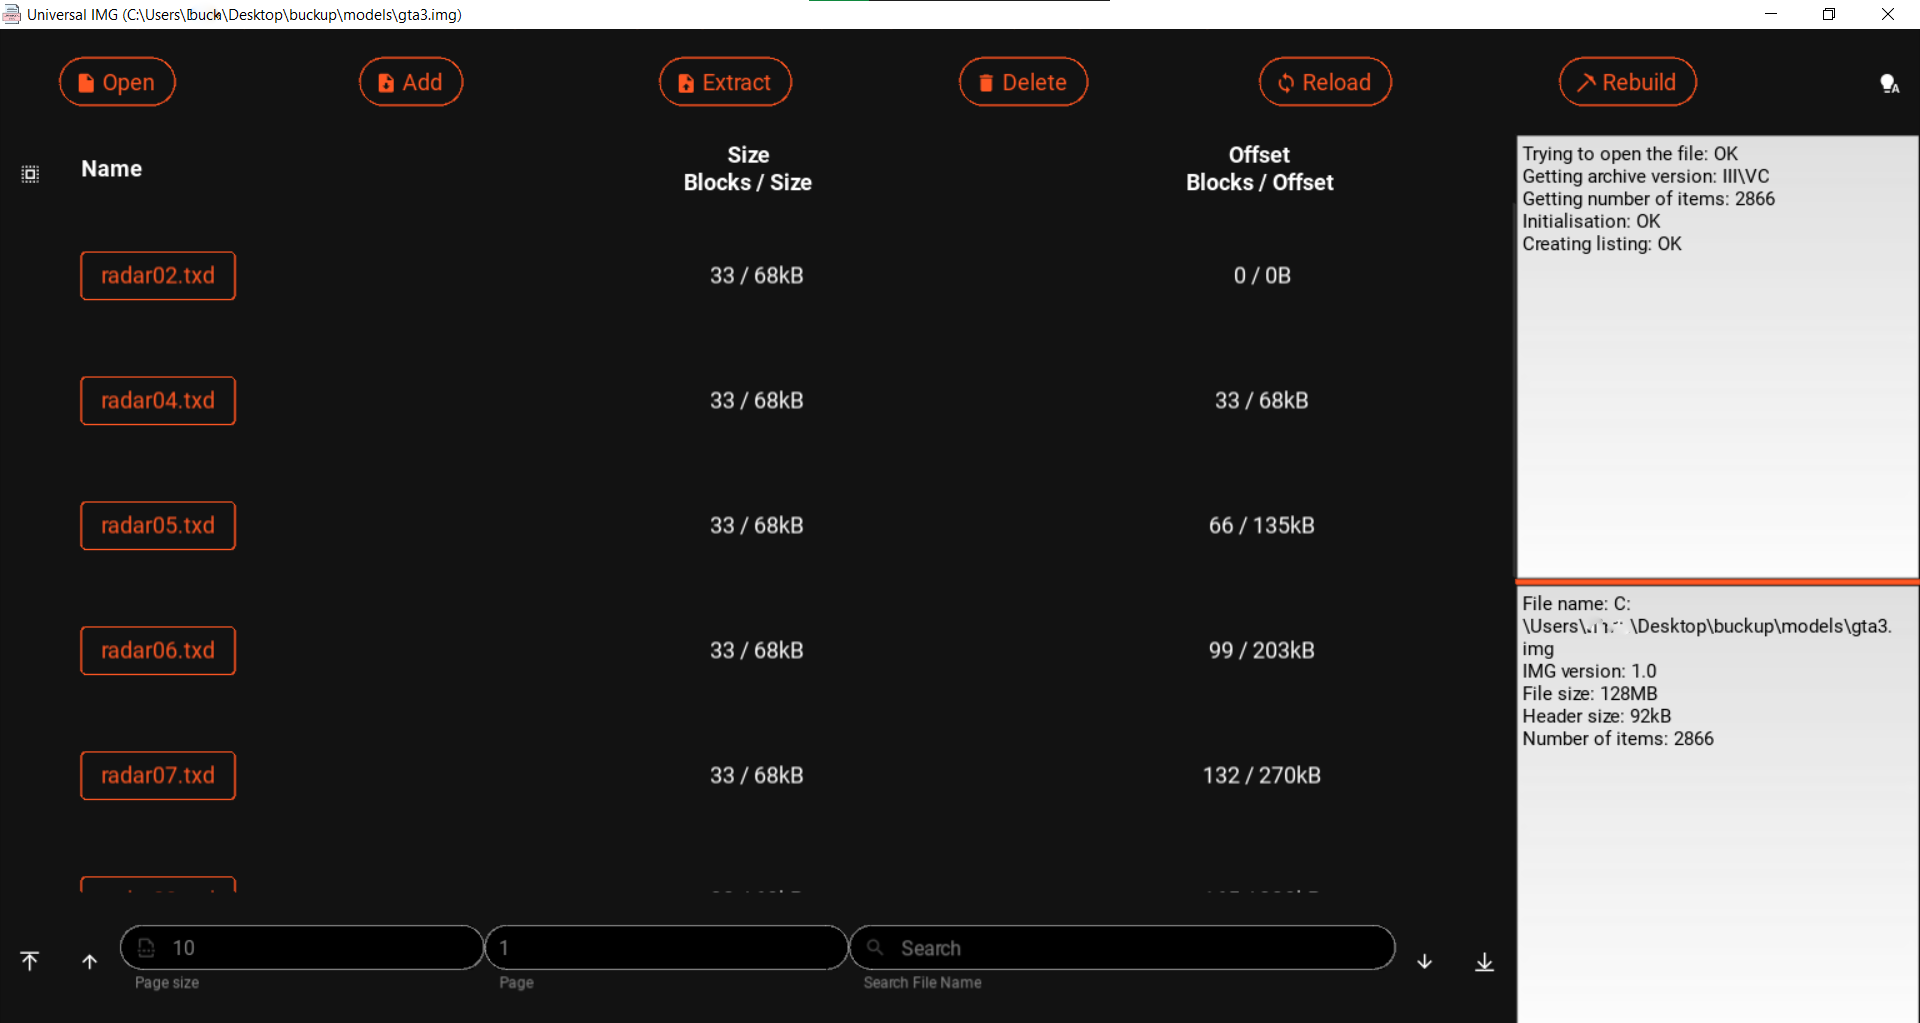 Universal IMG (C:\Users\ \Desktop\buckup\models\gta3.img)
Open
Add
Extract
Delete
Reload
Rebuild
Name
Size
Blocks / Size
Offset
Blocks / Offset
radar02.txd 33 / 68kB 0 / 0B
radar04.txd 33 / 68kB 33 / 68kB
radar05.txd 33 / 68kB 66 / 135kB
radar06.txd 33 / 68kB 99 / 203kB
radar07.txd 33 / 68kB 132 / 270kB
10
Page size
1
Page
Search
Search File Name
Trying to open the file: OK
Getting archive version: III\VC
Getting number of items: 2866
Initialisation: OK
Creating listing: OK
File name: C:
\Users\ \Desktop\buckup\models\gta3.
img
IMG version: 1.0
File size: 128MB
Header size: 92kB
Number of items: 2866